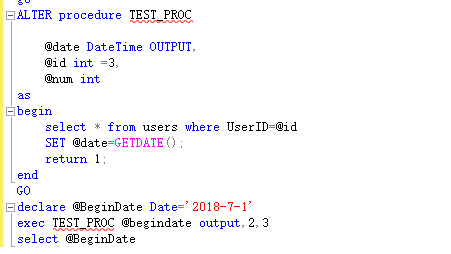 go
ALTER procedure TEST_PROC
@date DateTime OUTPUT,
@id int =3,
@num int
as
begin
select * from users where UserID=@id
SET @date=GETDATE();
return 1;
end
GO
declare @BeginDate Date='2018-7-1'
exec TEST_PROC @begindate output,2,3
select @BeginDate